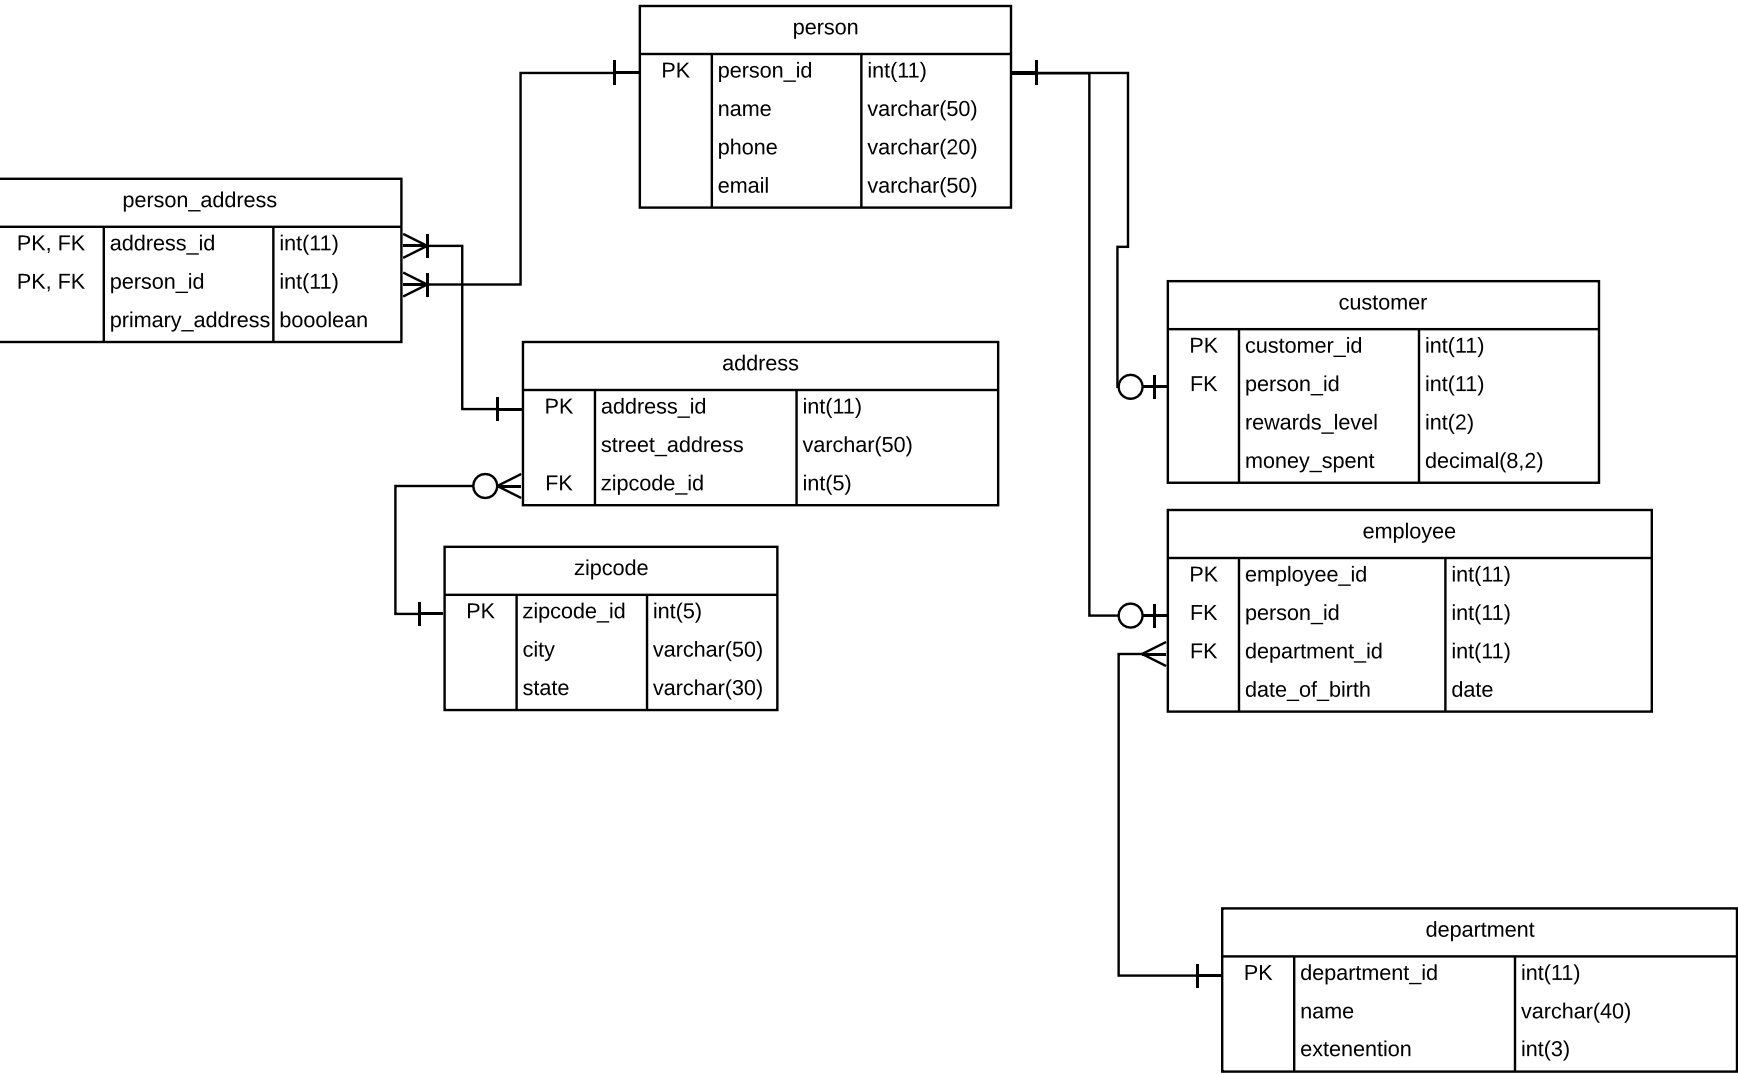 person
PK person_id int(11)
name varchar(50)
phone varchar(20)
email varchar(50)
person_address
PK, FK address_id int(11)
PK, FK person_id int(11)
primary_address booolean
address
PK address_id int(11)
street_address varchar(50)
FK zipcode_id int(5)
zipcode
PK zipcode_id int(5)
city varchar(50)
state varchar(30)
customer
PK customer_id int(11)
FK person_id int(11)
rewards_level int(2)
money_spent decimal(8,2)
employee
PK employee_id int(11)
FK person_id int(11)
FK department_id int(11)
date_of_birth date
department
PK department_id int(11)
name varchar(40)
extenention int(3)